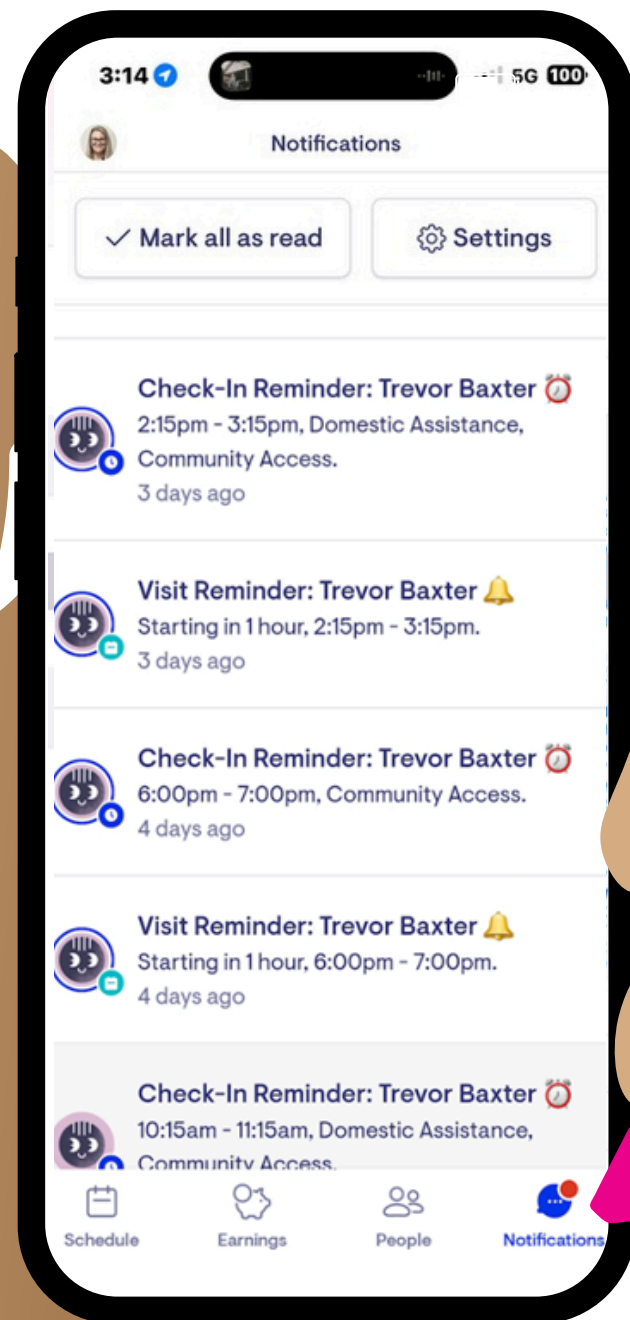 3:14
5G 100
Notifications
Mark all as read
Settings
Check-In Reminder: Trevor Baxter ⏰
2:15pm - 3:15pm, Domestic Assistance,
Community Access.
3 days ago
Visit Reminder: Trevor Baxter 🔔
Starting in 1 hour, 2:15pm - 3:15pm.
3 days ago
Check-In Reminder: Trevor Baxter ⏰
6:00pm - 7:00pm, Community Access.
4 days ago
Visit Reminder: Trevor Baxter 🔔
Starting in 1 hour, 6:00pm - 7:00pm.
4 days ago
Check-In Reminder: Trevor Baxter ⏰
10:15am - 11:15am, Domestic Assistance,
Community Access.
Schedule
Earnings
People
Notifications